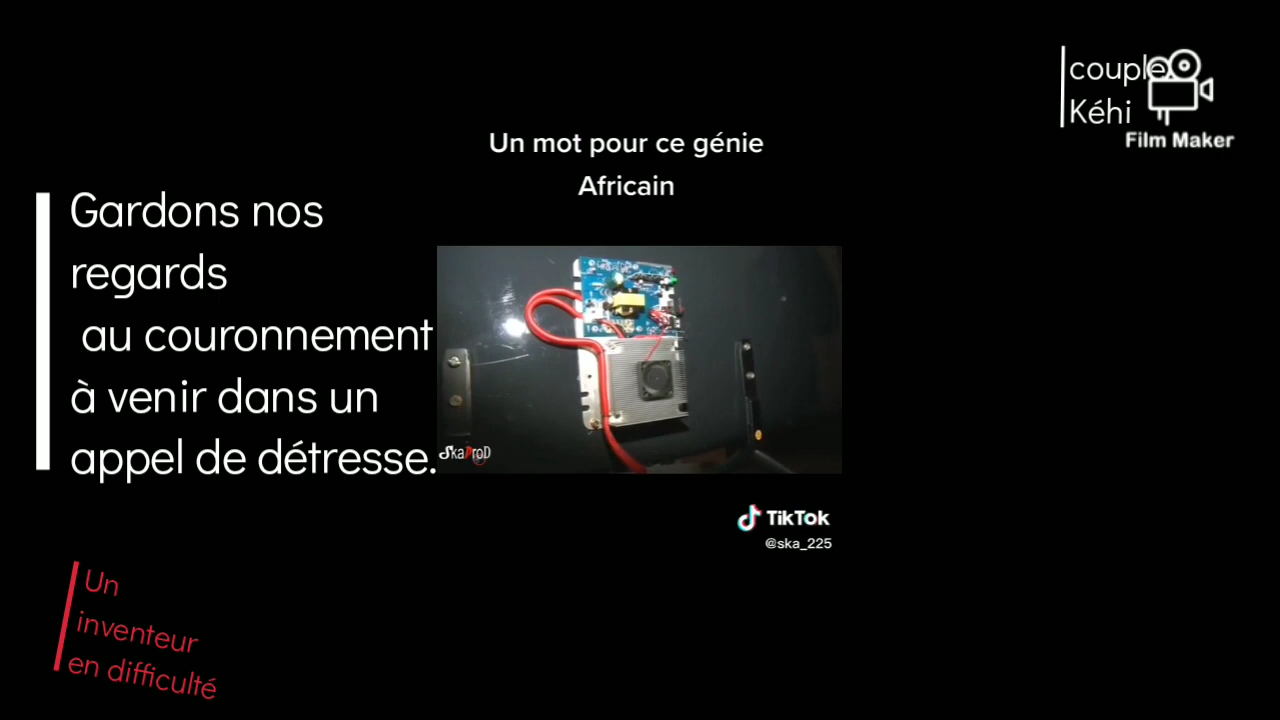 couple
Kéhi
Film Maker
Un mot pour ce génie
Africain
Gardons nos
regards
au couronnement
à venir dans un
appel de détresse.
SkaProD
TikTok
@ska_225
Un
inventeur
en difficulté